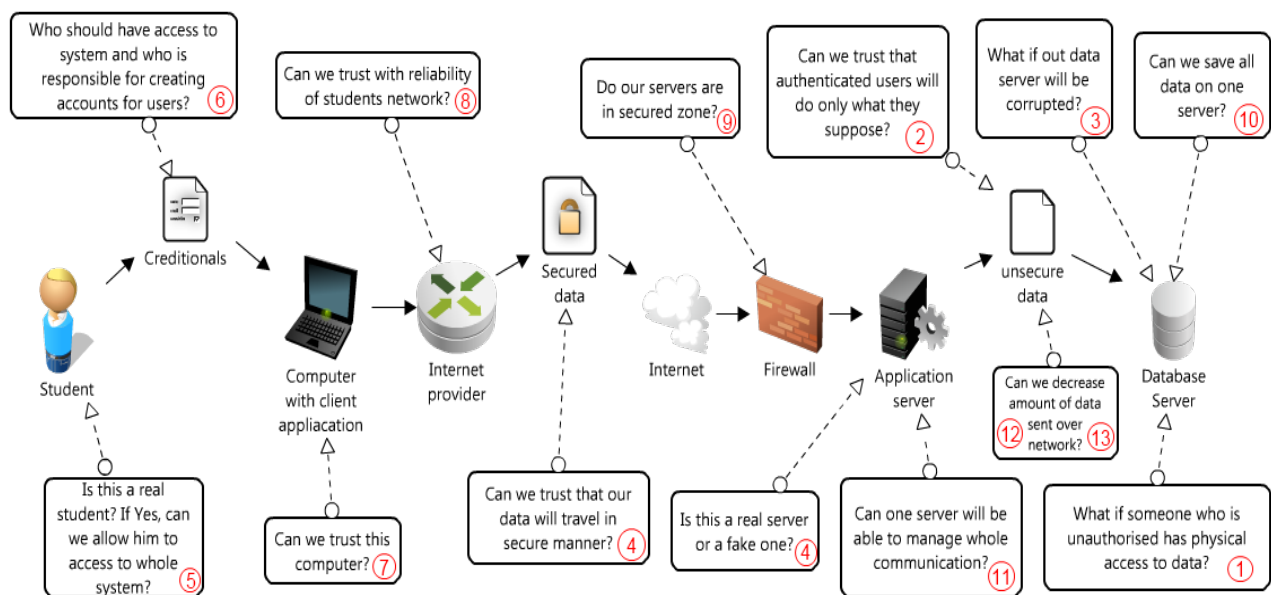 Who should have access to
system and who is
responsible for creating
accounts for users?
6
Can we trust with reliability
of students network?
8
Do our servers are
in secured zone?
9
Can we trust that
authenticated users will
do only what they
suppose?
2
What if out data
server will be
corrupted?
3
Can we save all
data on one
server?
10
Student
Creditionals
Computer
with client
appliacation
Internet
provider
Secured
data
Internet
Firewall
Application
server
unsecure
data
Database
Server
Is this a real
student? If Yes, can
we allow him to
access to whole
system?
5
Can we trust this
computer?
7
Can we trust that our
data will travel in
secure manner?
4
Is this a real server
or a fake one?
4
Can one server will be
able to manage whole
communication?
11
Can we decrease
amount of data
sent over
network?
12
13
What if someone who is
unauthorised has physical
access to data?
1